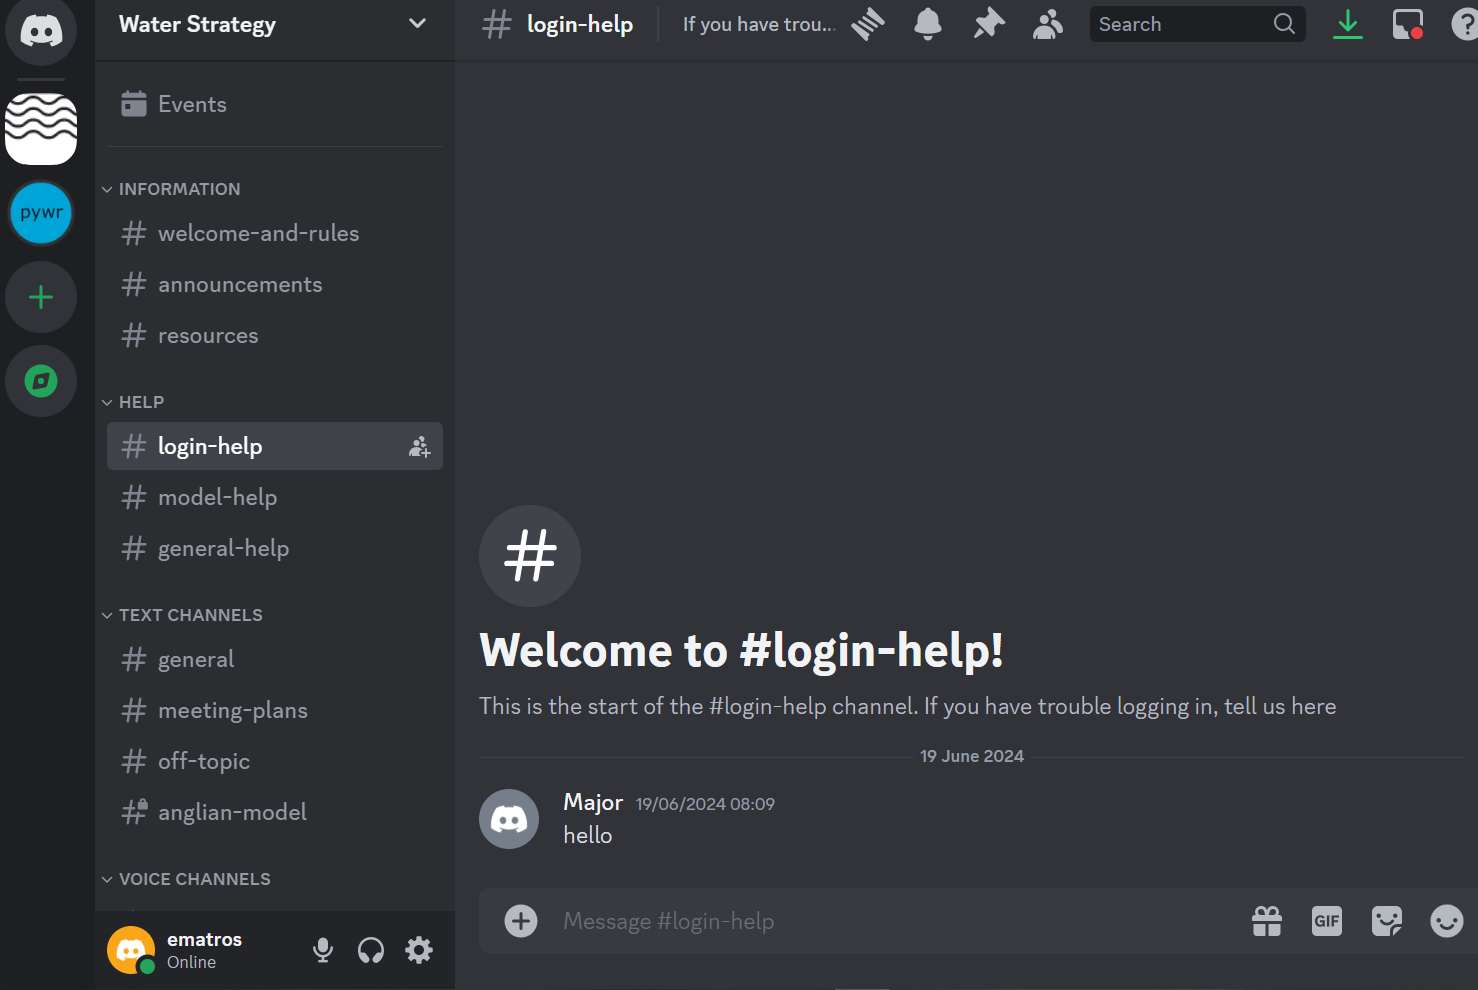 Water Strategy
Events
INFORMATION
welcome-and-rules
announcements
resources
HELP
login-help
model-help
general-help
TEXT CHANNELS
general
meeting-plans
off-topic
anglian-model
VOICE CHANNELS
ematros
Online
pywr
login-help
If you have trou...
Search
Welcome to #login-help!
This is the start of the #login-help channel. If you have trouble logging in, tell us here
19 June 2024
Major 19/06/2024 08:09
hello
Message #login-help
GIF